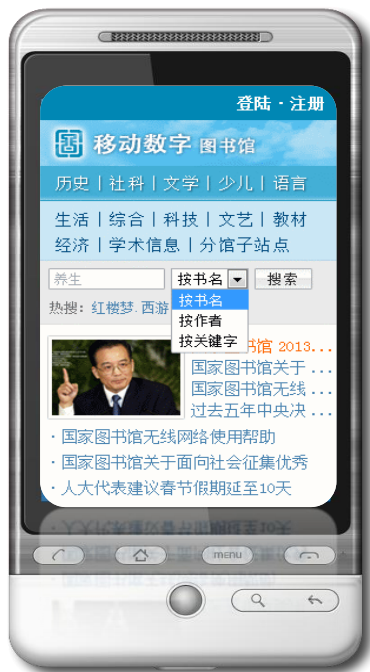 登陆 · 注册
移动数字 图书馆
历史 | 社科 | 文学 | 少儿 | 语言
生活 | 综合 | 科技 | 文艺 | 教材
经济 | 学术信息 | 分馆子站点
养生 按书名 搜索
按书名
按作者
按关键字
热搜: 红楼梦. 西游
书馆 2013...
国家图书馆关于 ...
国家图书馆无线 ...
过去五年中央决 ...
· 国家图书馆无线网络使用帮助
· 国家图书馆关于面向社会征集优秀
· 人大代表建议春节假期延至10天
menu